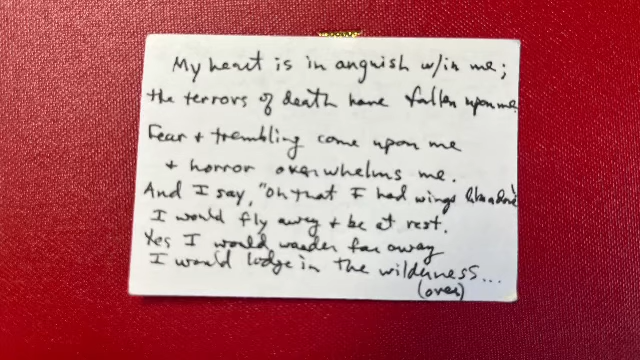 My heart is in anguish w/in me;
the terrors of death have fallen upon me
Fear + trembling come upon me
+ horror overwhelms me.
And I say, "Oh that I had wings like a dove
I would fly away + be at rest.
Yes I would wander far away
I would lodge in the wilderness...
(over)